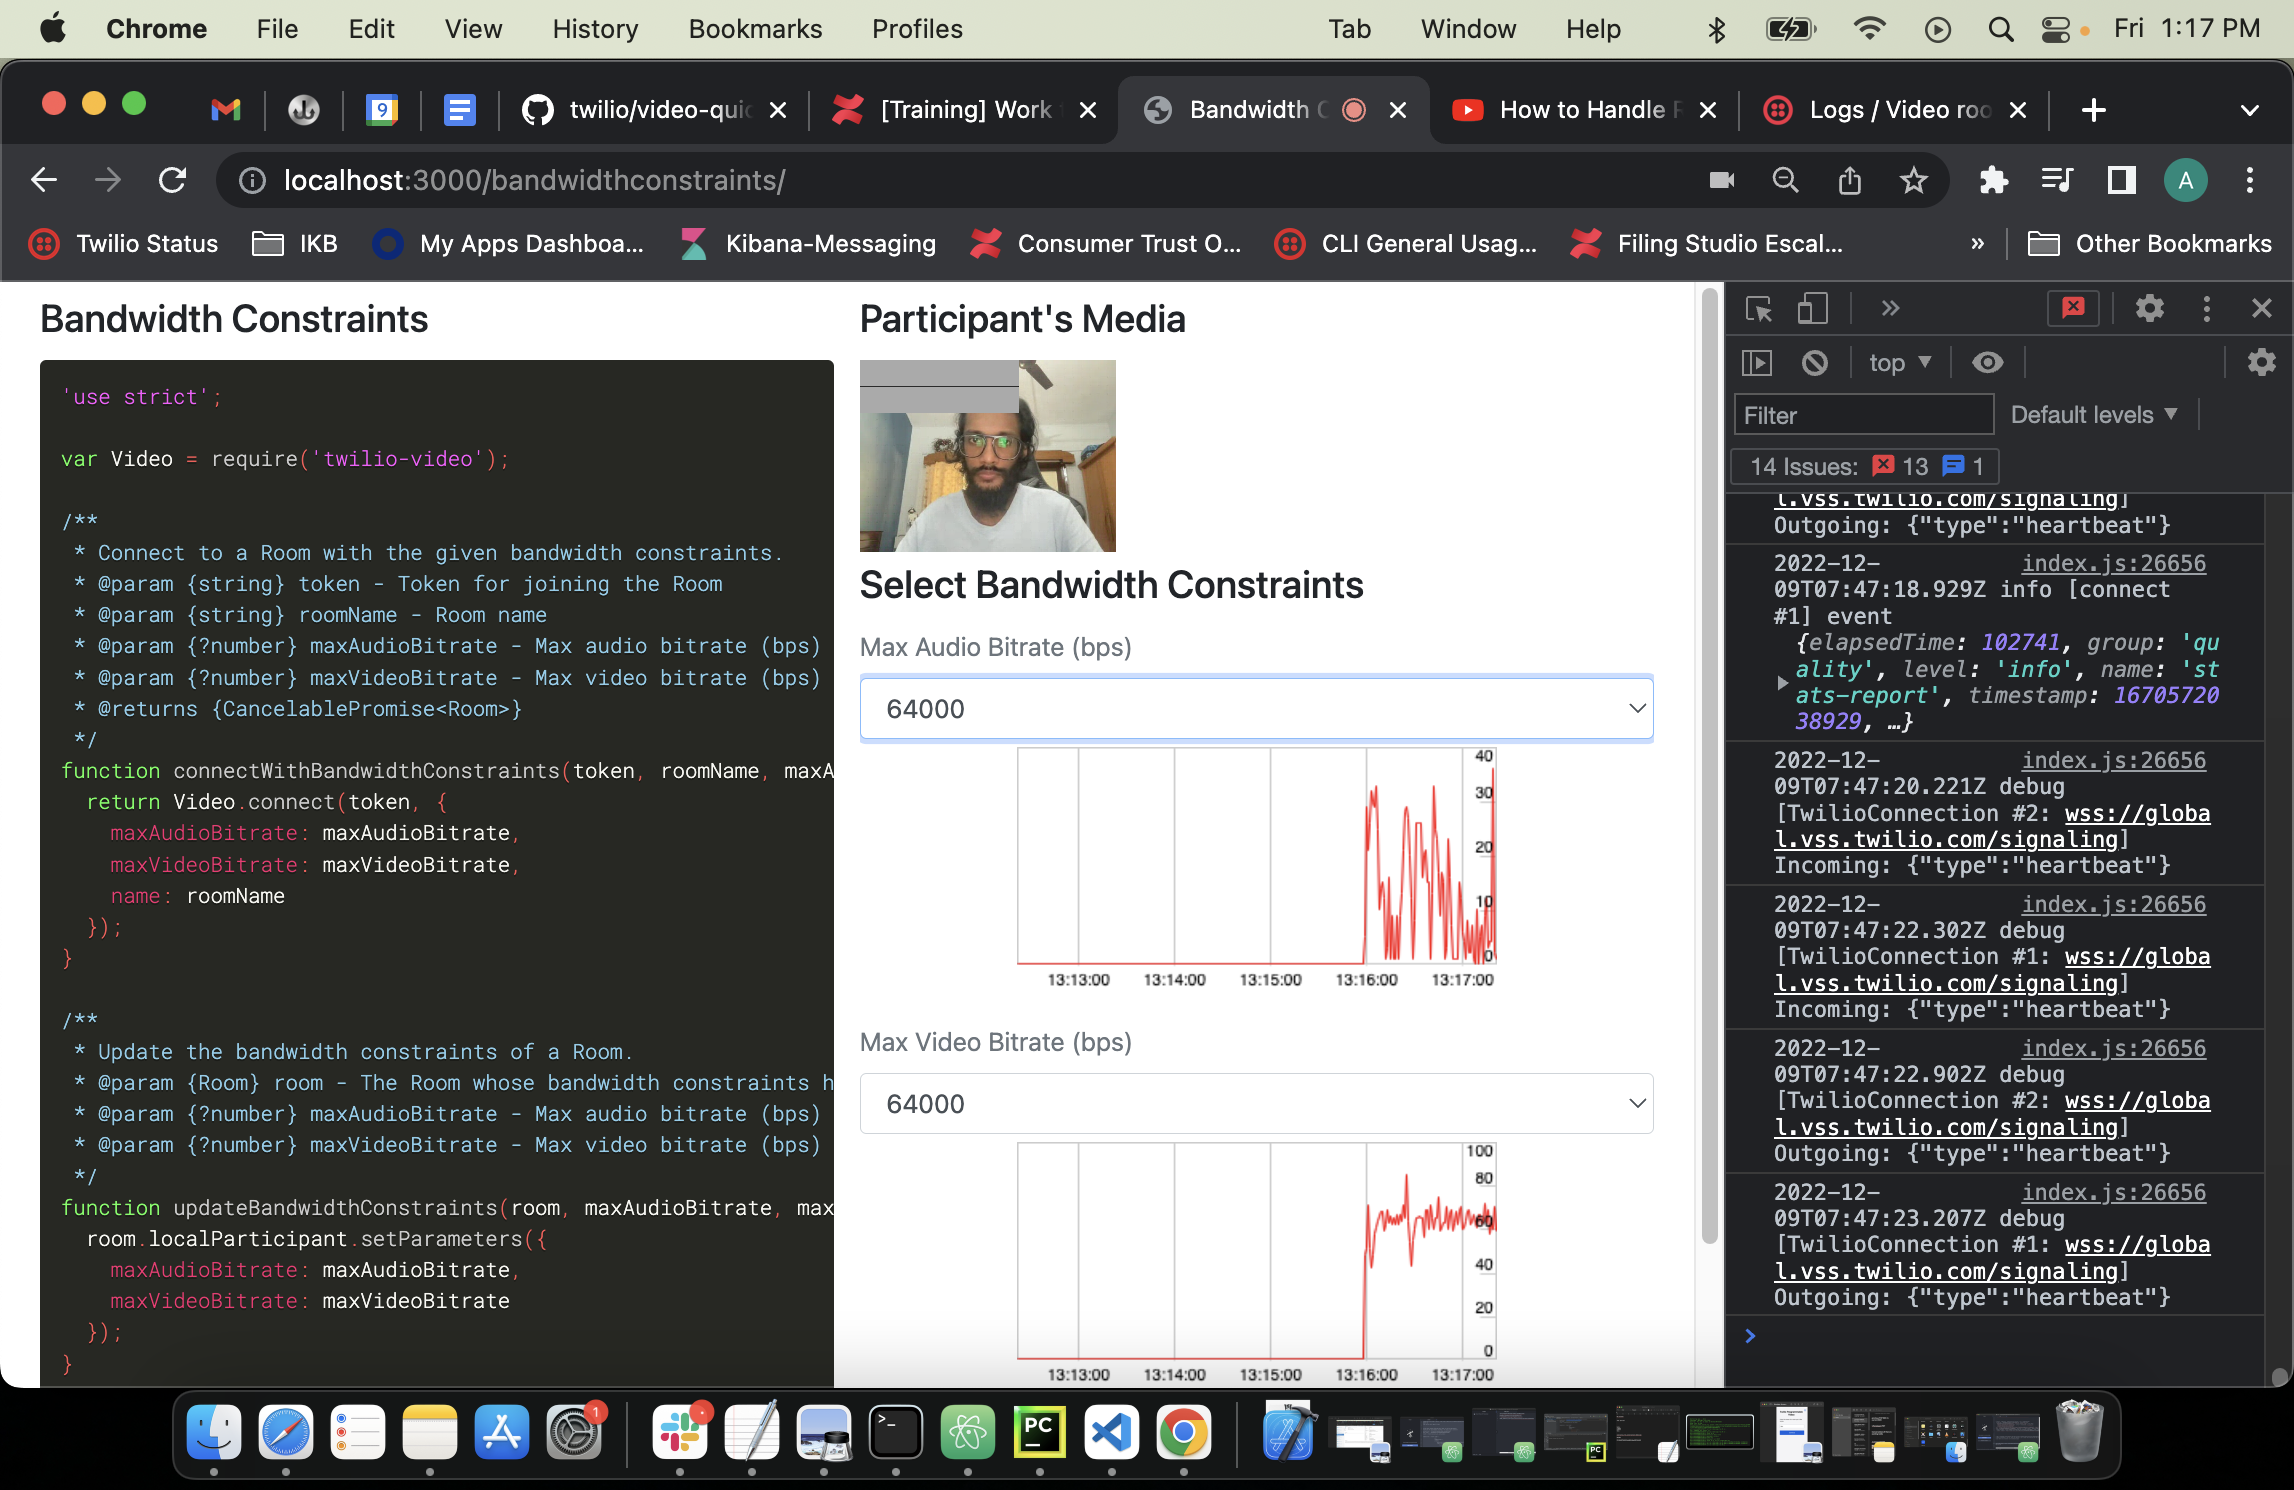 Chrome File Edit View History Bookmarks Profiles Tab Window Help Fri 1:17 PM
9 twilio/video-quic [Training] Work Bandwidth C How to Handle R Logs / Video roo
localhost:3000/bandwidthconstraints/ A
Twilio Status IKB My Apps Dashboa... Kibana-Messaging Consumer Trust O... CLI General Usag... Filing Studio Escal... » Other Bookmarks
Bandwidth Constraints
'use strict';
var Video = require('twilio-video');
/**
* Connect to a Room with the given bandwidth constraints.
* @param {string} token - Token for joining the Room
* @param {string} roomName - Room name
* @param {?number} maxAudioBitrate - Max audio bitrate (bps)
* @param {?number} maxVideoBitrate - Max video bitrate (bps)
* @returns {CancelablePromise<Room>}
*/
function connectWithBandwidthConstraints(token, roomName, maxA
return Video.connect(token, {
maxAudioBitrate: maxAudioBitrate,
maxVideoBitrate: maxVideoBitrate,
name: roomName
});
}
/**
* Update the bandwidth constraints of a Room.
* @param {Room} room - The Room whose bandwidth constraints h
* @param {?number} maxAudioBitrate - Max audio bitrate (bps)
* @param {?number} maxVideoBitrate - Max video bitrate (bps)
*/
function updateBandwidthConstraints(room, maxAudioBitrate, max
room.localParticipant.setParameters({
maxAudioBitrate: maxAudioBitrate,
maxVideoBitrate: maxVideoBitrate
});
}
Participant's Media
Select Bandwidth Constraints
Max Audio Bitrate (bps)
64000
40
30
20
10
0
13:13:00 13:14:00 13:15:00 13:16:00 13:17:00
Max Video Bitrate (bps)
64000
100
80
60
40
20
0
13:13:00 13:14:00 13:15:00 13:16:00 13:17:00
»
top
Filter Default levels
14 Issues: 13 1
l.vss.twilio.com/signaling]
Outgoing: {"type":"heartbeat"}
2022-12- index.js:26656
09T07:47:18.929Z info [connect
#1] event
{elapsedTime: 102741, group: 'qu
ality', level: 'info', name: 'st
ats-report', timestamp: 16705720
38929, …}
2022-12- index.js:26656
09T07:47:20.221Z debug
[TwilioConnection #2: wss://globa
l.vss.twilio.com/signaling]
Incoming: {"type":"heartbeat"}
2022-12- index.js:26656
09T07:47:22.302Z debug
[TwilioConnection #1: wss://globa
l.vss.twilio.com/signaling]
Incoming: {"type":"heartbeat"}
2022-12- index.js:26656
09T07:47:22.902Z debug
[TwilioConnection #2: wss://globa
l.vss.twilio.com/signaling]
Outgoing: {"type":"heartbeat"}
2022-12- index.js:26656
09T07:47:23.207Z debug
[TwilioConnection #1: wss://globa
l.vss.twilio.com/signaling]
Outgoing: {"type":"heartbeat"}
>
1 >_ PC